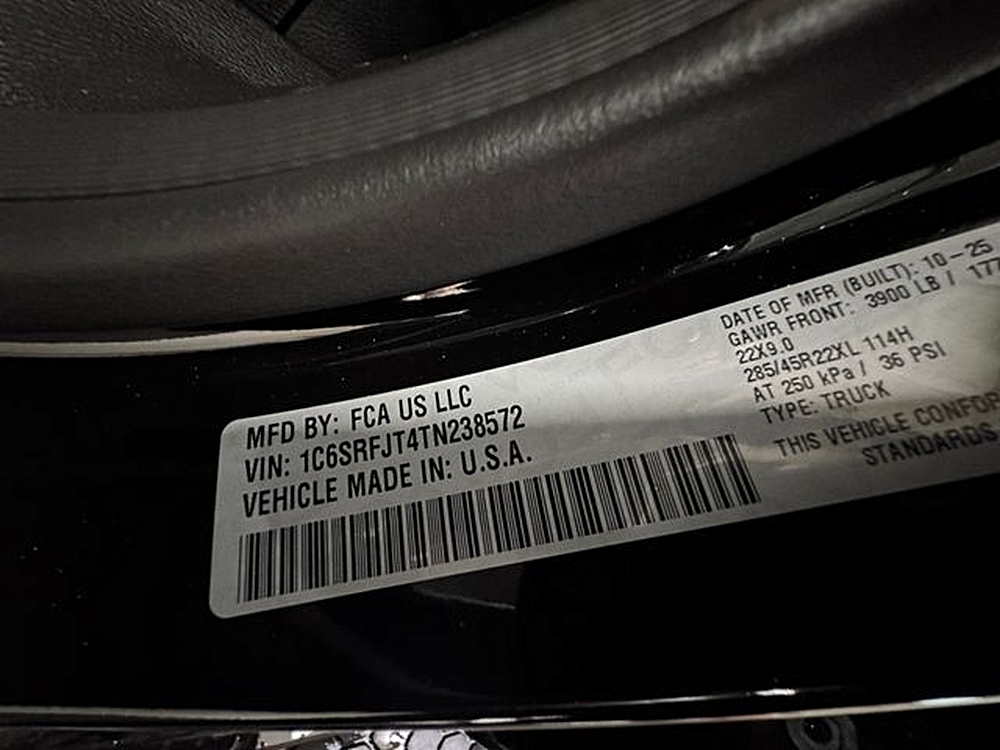 MFD BY: FCA US LLC
VIN: 1C6SRFJT4TN238572
VEHICLE MADE IN: U.S.A.
DATE OF MFR (BUILT): 10-25
GAWR FRONT: 3900 LB / 177
22X9.0
285/45R22XL 114H
AT 250 kPa / 36 PSI
TYPE: TRUCK
THIS VEHICLE CONFOR
STANDARDS